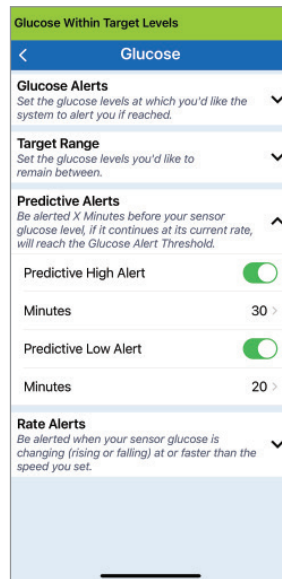 Glucose Within Target Levels
Glucose
Glucose Alerts
Set the glucose levels at which you'd like the
system to alert you if reached.
Target Range
Set the glucose levels you'd like to
remain between.
Predictive Alerts
Be alerted X Minutes before your sensor
glucose level, if it continues at its current rate,
will reach the Glucose Alert Threshold.
Predictive High Alert
Minutes 30
Predictive Low Alert
Minutes 20
Rate Alerts
Be alerted when your sensor glucose is
changing (rising or falling) at or faster than the
speed you set.